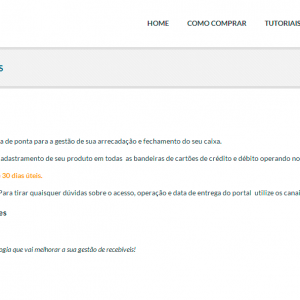 HOME COMO COMPRAR TUTORIAIS
s
a de ponta para a gestão de sua arrecadação e fechamento do seu caixa.
adastramento de seu produto em todas as bandeiras de cartões de crédito e débito operando no
30 dias úteis.
Para tirar quaisquer dúvidas sobre o acesso, operação e data de entrega do portal utilize os canai
es
ogia que vai melhorar a sua gestão de recebíveis!